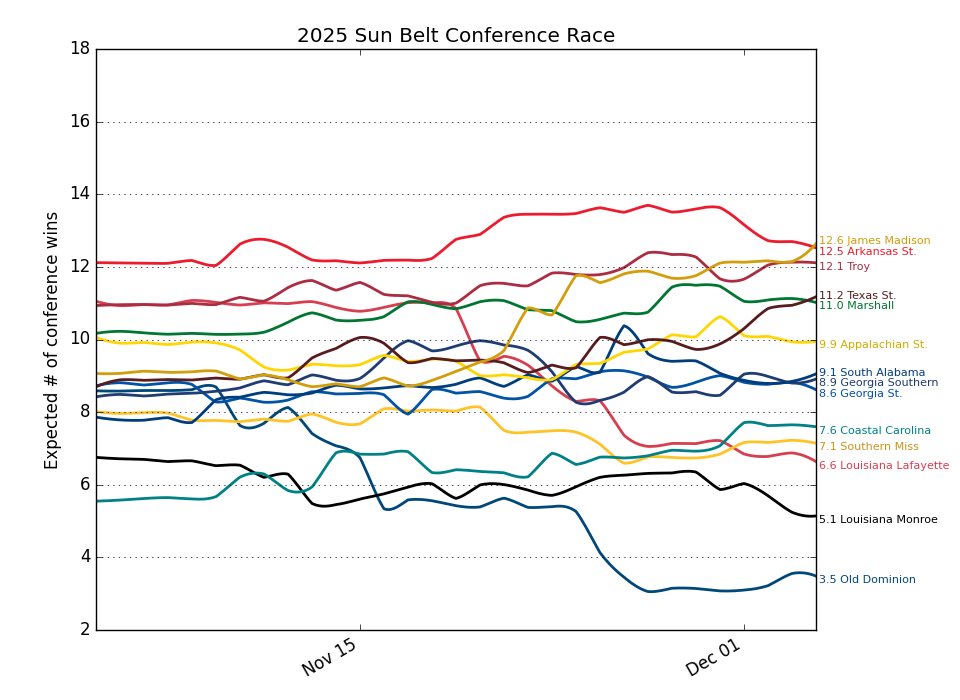 2025 Sun Belt Conference Race
Expected # of conference wins
18
16
14
12
10
8
6
4
2
Nov 15
Dec 01
12.6 James Madison
12.5 Arkansas St.
12.1 Troy
11.2 Texas St.
11.0 Marshall
9.9 Appalachian St.
9.1 South Alabama
8.9 Georgia Southern
8.6 Georgia St.
7.6 Coastal Carolina
7.1 Southern Miss
6.6 Louisiana Lafayette
5.1 Louisiana Monroe
3.5 Old Dominion